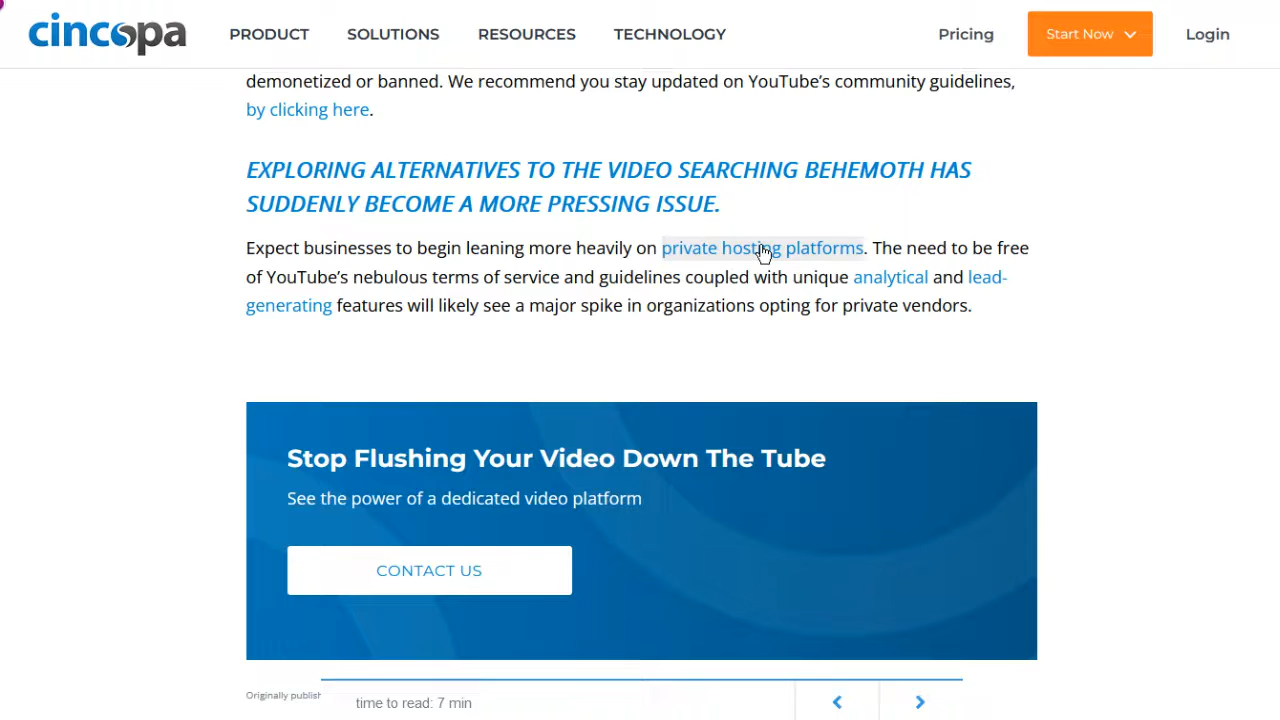 cincopa PRODUCT SOLUTIONS RESOURCES TECHNOLOGY Pricing Start Now Login
demonetized or banned. We recommend you stay updated on YouTube's community guidelines,
by clicking here.
EXPLORING ALTERNATIVES TO THE VIDEO SEARCHING BEHEMOTH HAS
SUDDENLY BECOME A MORE PRESSING ISSUE.
Expect businesses to begin leaning more heavily on private hosting platforms. The need to be free
of YouTube's nebulous terms of service and guidelines coupled with unique analytical and lead-
generating features will likely see a major spike in organizations opting for private vendors.
Stop Flushing Your Video Down The Tube
See the power of a dedicated video platform
CONTACT US
Originally
time to read: 7 min